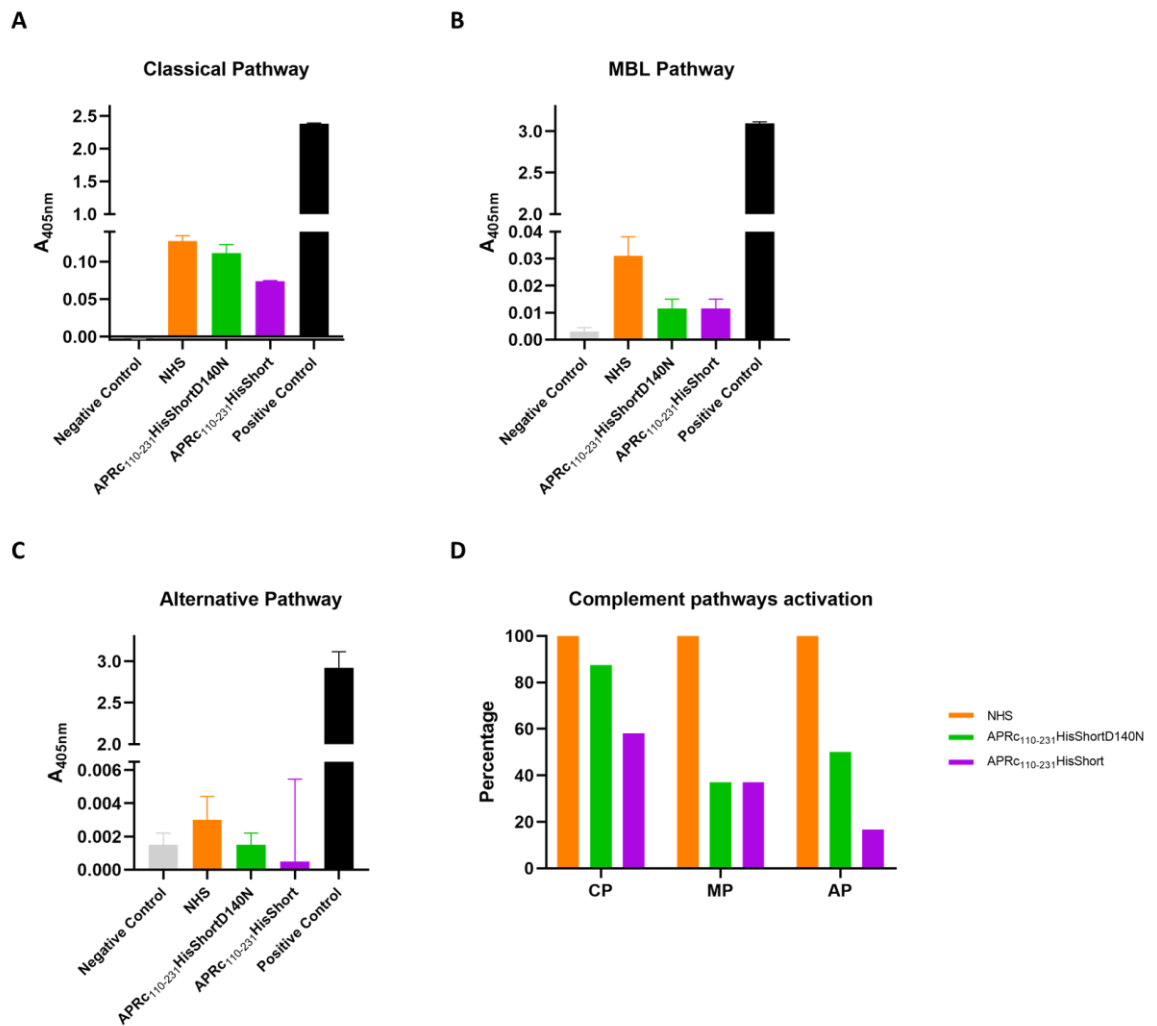 A
Classical Pathway
A405nm
2.5
2.0
1.5
1.0
0.10
0.05
0.00
Negative Control
NHS
APRc110-231HisShortD140N
APRc110-231HisShort
Positive Control
B
MBL Pathway
A405nm
3.0
2.5
2.0
0.04
0.03
0.02
0.01
0.00
Negative Control
NHS
APRc110-231HisShortD140N
APRc110-231HisShort
Positive Control
C
Alternative Pathway
A405nm
3.0
2.5
2.0
0.006
0.004
0.002
0.000
Negative Control
NHS
APRc110-231HisShortD140N
APRc110-231HisShort
Positive Control
D
Complement pathways activation
Percentage
100
80
60
40
20
0
CP
MP
AP
NHS
APRc110-231HisShortD140N
APRc110-231HisShort